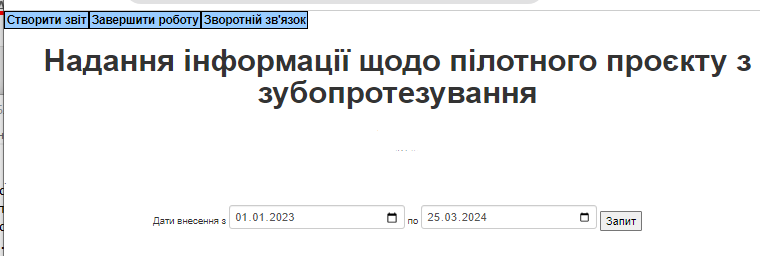 Створити звіт Завершити роботу Зворотній зв'язок
Надання інформації щодо пілотного проєкту з
зубопротезування
Дати внесення з 01.01.2023 по 25.03.2024 Запит